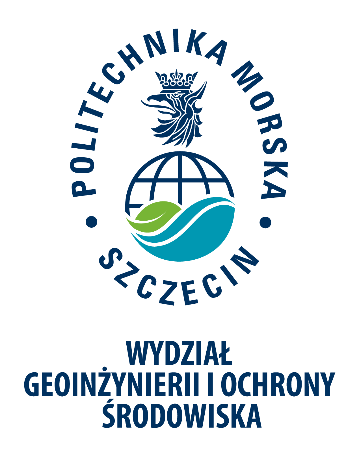 POLITECHNIKA MORSKA
SZCZECIN
WYDZIAŁ
GEOINŻYNIERII I OCHRONY
ŚRODOWISKA